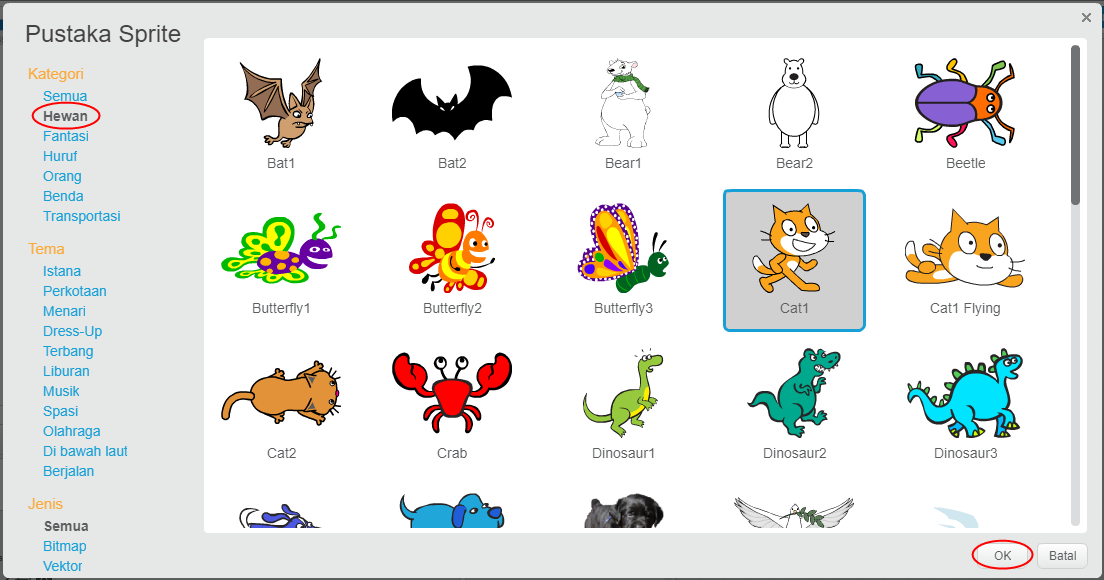 Pustaka Sprite
Kategori
Semua
Hewan
Fantasi
Huruf
Orang
Benda
Transportasi
Tema
Istana
Perkotaan
Menari
Dress-Up
Terbang
Liburan
Musik
Spasi
Olahraga
Di bawah laut
Berjalan
Jenis
Semua
Bitmap
Vektor
Bat1 Bat2 Bear1 Bear2 Beetle
Butterfly1 Butterfly2 Butterfly3 Cat1 Cat1 Flying
Cat2 Crab Dinosaur1 Dinosaur2 Dinosaur3
OK Batal